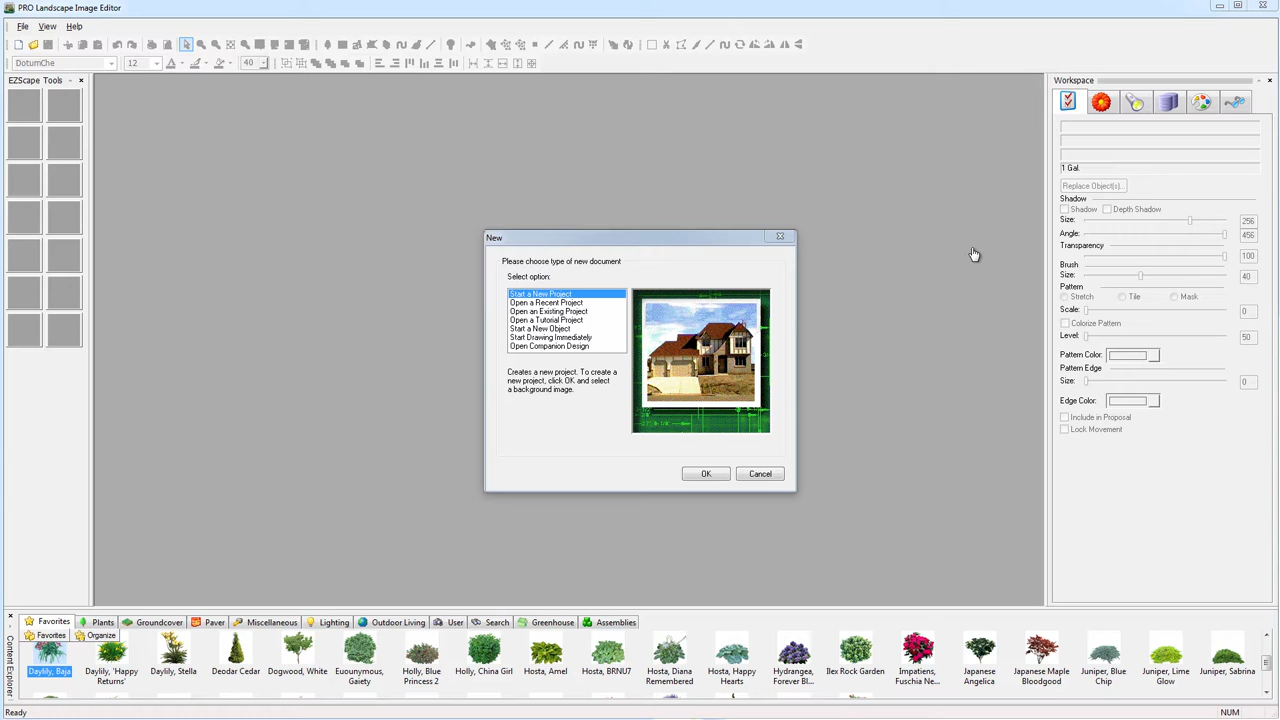 PRO Landscape Image Editor
File View Help
DotumChe 12 40
EZScape Tools
Workspace
1 Gal.
Replace Object(s)...
Shadow
Shadow Depth Shadow
Size: 256
Angle: 456
Transparency
100
Brush
Size: 40
Pattern
Stretch Tile Mask
Scale: 0
Colorize Pattern
Level: 50
Pattern Color:
Pattern Edge
Size: 0
Edge Color:
Include in Proposal
Lock Movement
New
Please choose type of new document
Select option:
Start a New Project
Open a Recent Project
Open an Existing Project
Open a Tutorial Project
Start a New Object
Start Drawing Immediately
Open Companion Design
Creates a new project. To create a
new project, click OK and select
a background image.
OK Cancel
Favorites Plants Groundcover Paver Miscellaneous Lighting Outdoor Living User Search Greenhouse Assemblies
Favorites Organize
Content Explorer
Daylily, Baja
Daylily, 'Happy
Returns'
Daylily, Stella
Deodar Cedar
Dogwood, White
Euounymus,
Gaiety
Holly, Blue
Princess 2
Holly, China Girl
Hosta, Amel
Hosta, BRNIJ7
Hosta, Diana
Remembered
Hosta, Happy
Hearts
Hydrangea,
Forever Bl...
Ilex Rock Garden
Impatiens,
Fuschia Ne...
Japanese
Angelica
Japanese Maple
Bloodgood
Juniper, Blue
Chip
Juniper, Lime
Glow
Juniper, Sabrina
Ready NUM